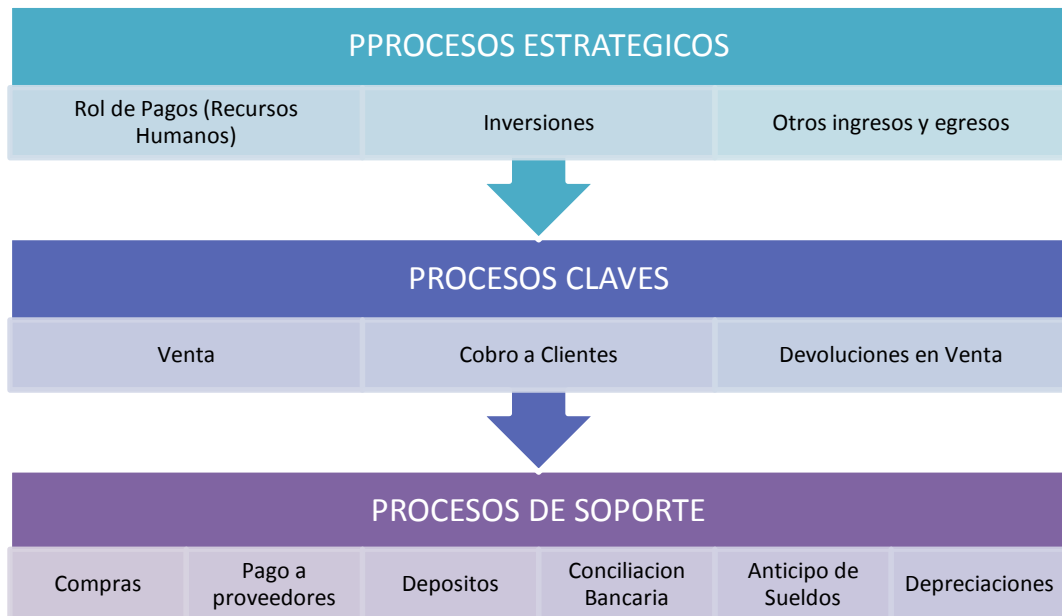 PPROCESOS ESTRATEGICOS
Rol de Pagos (Recursos
Humanos)
Inversiones
Otros ingresos y egresos
PROCESOS CLAVES
Venta
Cobro a Clientes
Devoluciones en Venta
PROCESOS DE SOPORTE
Compras
Pago a
proveedores
Depositos
Conciliacion
Bancaria
Anticipo de
Sueldos
Depreciaciones